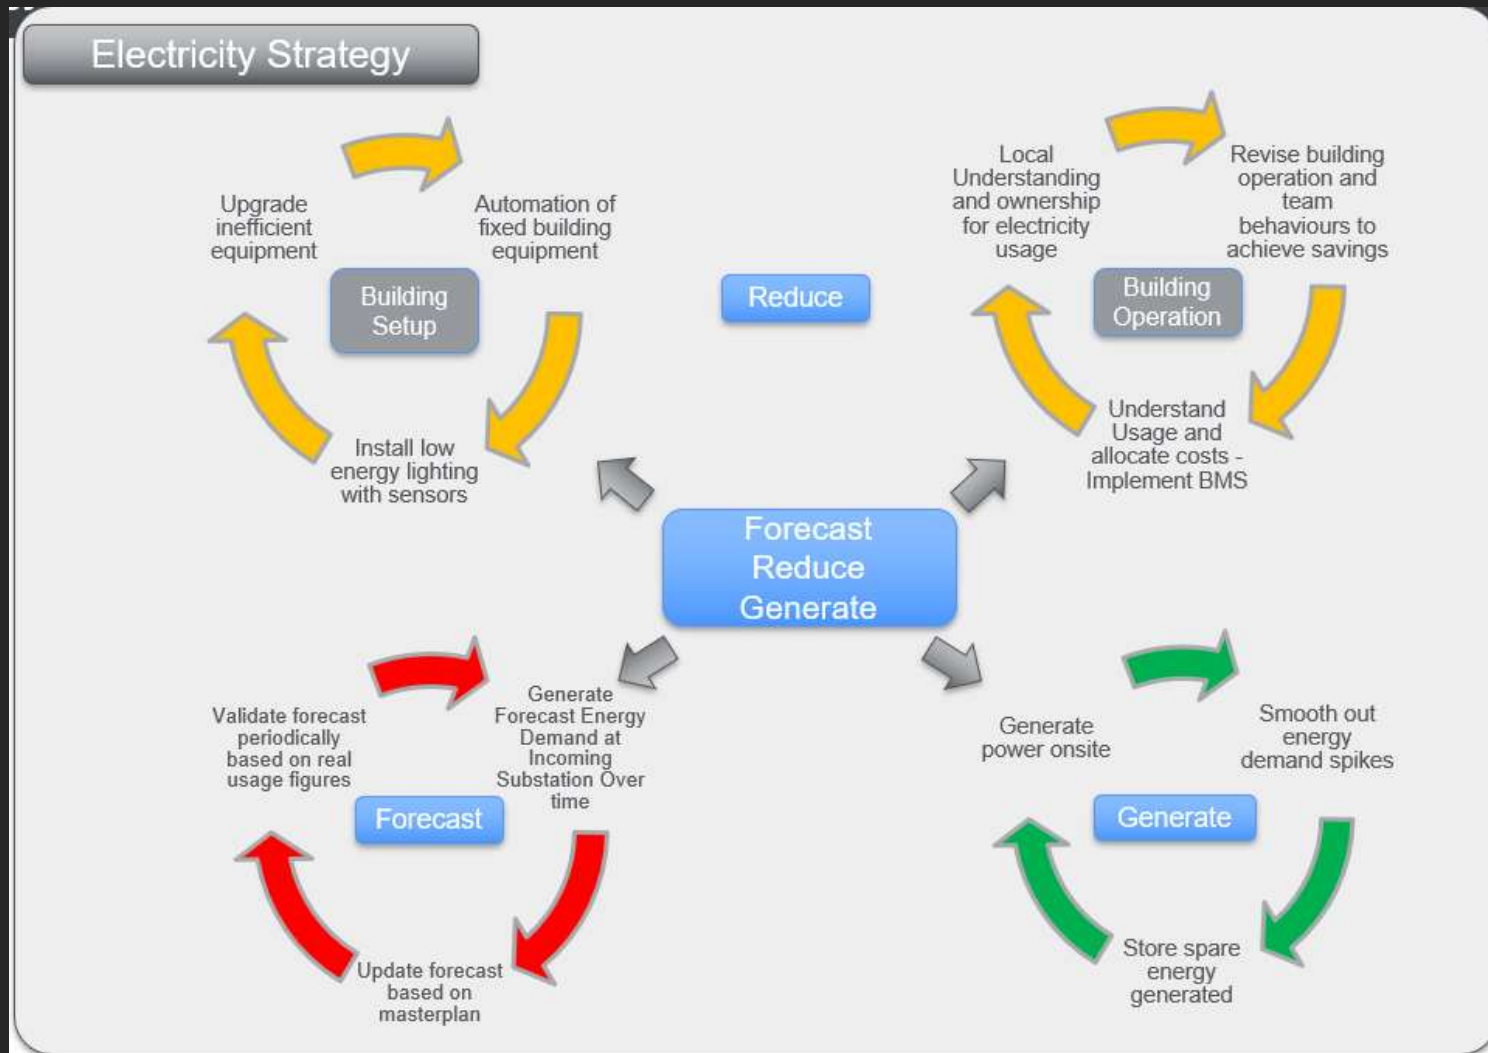 Electricity Strategy
Upgrade
inefficient
equipment
Automation of
fixed building
equipment
Building
Setup
Install low
energy lighting
with sensors
Reduce
Local
Understanding
and ownership
for electricity
usage
Revise building
operation and
team
behaviours to
achieve savings
Building
Operation
Understand
Usage and
allocate costs -
Implement BMS
Forecast
Reduce
Generate
Validate forecast
periodically
based on real
usage figures
Generate
Forecast Energy
Demand at
Incoming
Substation Over
time
Forecast
Update forecast
based on
masterplan
Generate
power onsite
Smooth out
energy
demand spikes
Generate
Store spare
energy
generated